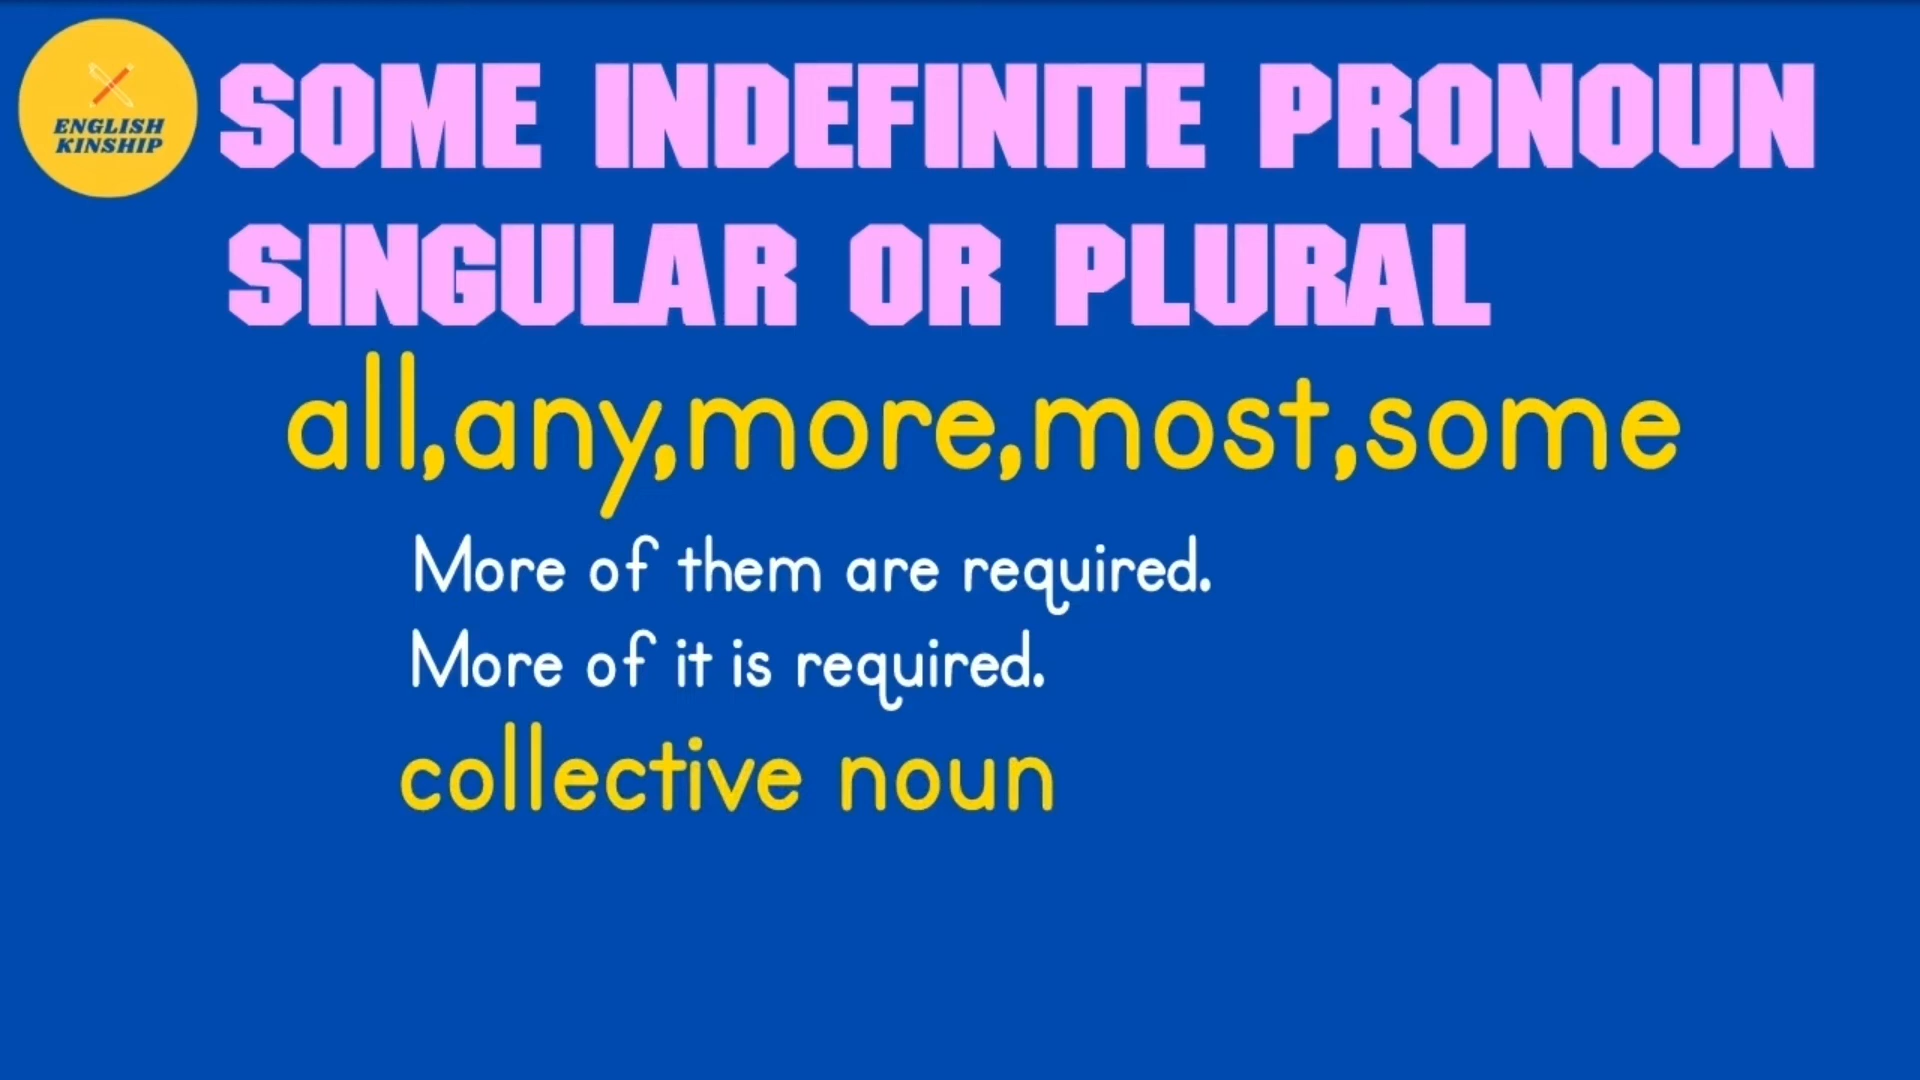 ENGLISH
KINSHIP
SOME INDEFINITE PRONOUN
SINGULAR OR PLURAL
all,any,more,most,some
More of them are required.
More of it is required.
collective noun